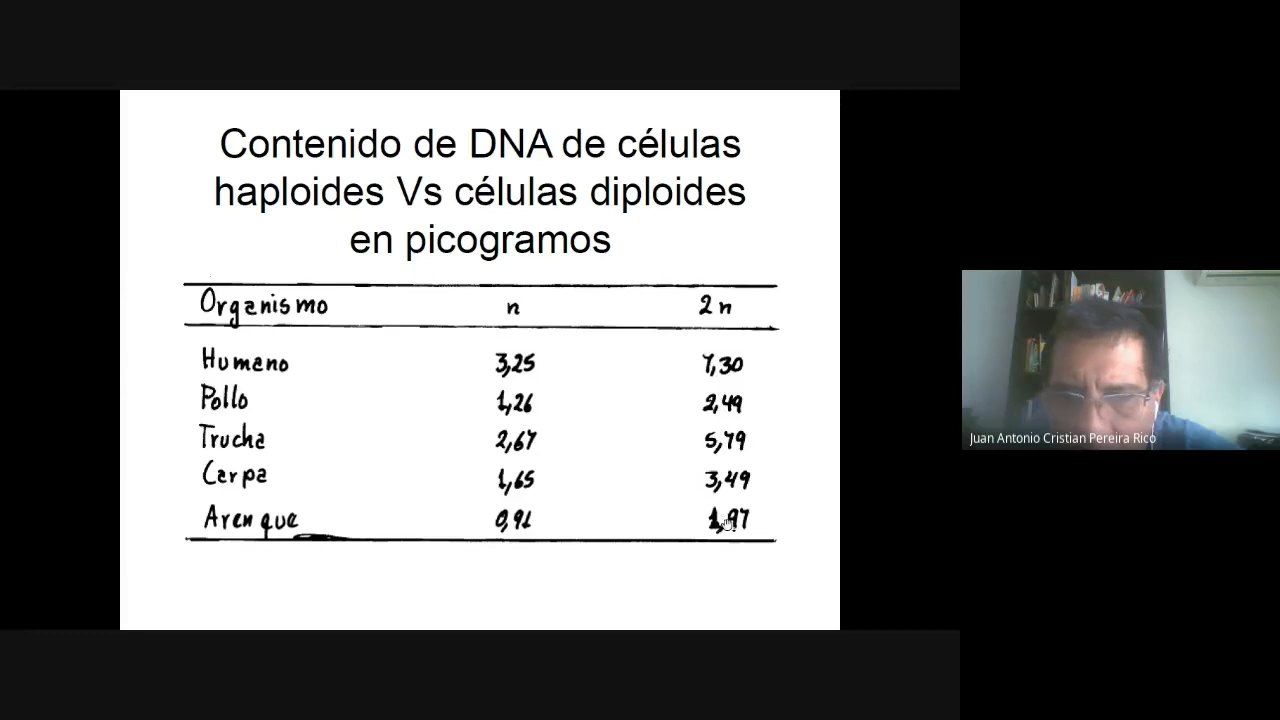 Contenido de DNA de células
haploides Vs células diploides
en picogramos
Organismo n 2 n
Humano 3,25 7,30
Pollo 1,26 2,49
Trucha 2,67 5,79
Carpa 1,65 3,49
Arenque 0,91 1,97
Juan Antonio Cristian Pereira Rico